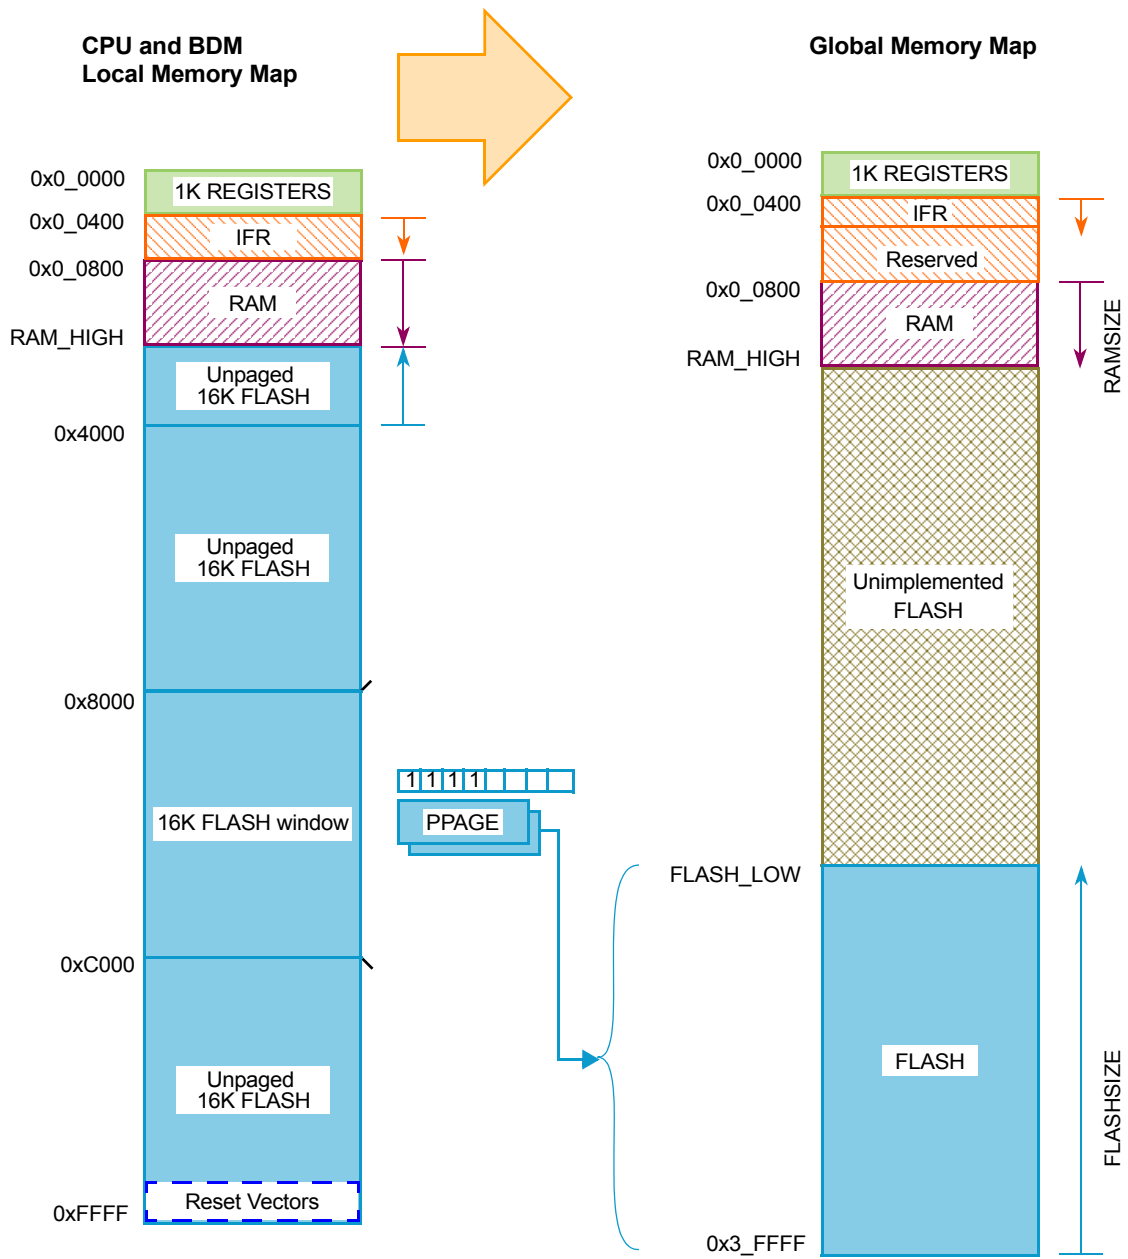 CPU and BDM
Local Memory Map
0x0_0000
1K REGISTERS
0x0_0400
IFR
0x0_0800
RAM
RAM_HIGH
Unpaged
16K FLASH
0x4000
Unpaged
16K FLASH
0x8000
16K FLASH window
0xC000
Unpaged
16K FLASH
Reset Vectors
0xFFFF
1 1 1 1
PPAGE
Global Memory Map
0x0_0000
1K REGISTERS
0x0_0400
IFR
Reserved
0x0_0800
RAM
RAM_HIGH
RAMSIZE
Unimplemented
FLASH
FLASH_LOW
FLASH
FLASHSIZE
0x3_FFFF